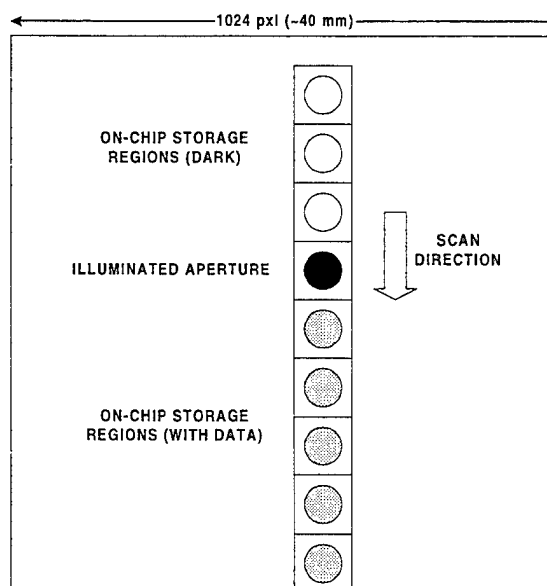 1024 pxl (~40 mm)
ON-CHIP STORAGE
REGIONS (DARK)
SCAN
DIRECTION
ILLUMINATED APERTURE
ON-CHIP STORAGE
REGIONS (WITH DATA)